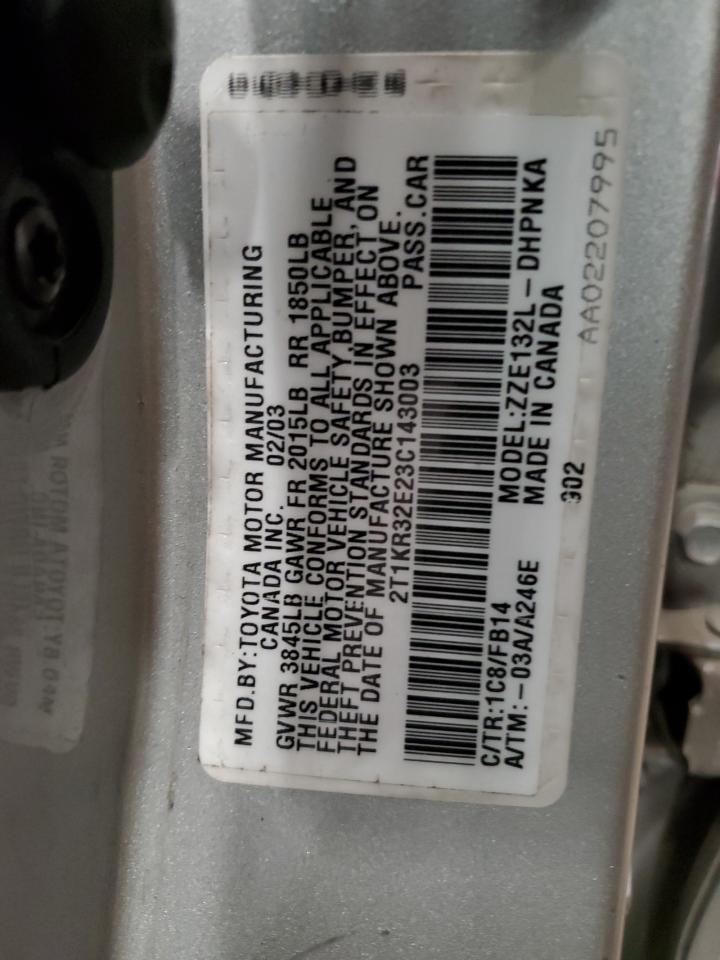 MFD.BY:TOYOTA MOTOR MANUFACTURING
CANADA INC. 02/03
GVWR 3845LB GAWR FR 2015LB RR 1850LB
THIS VEHICLE CONFORMS TO ALL APPLICABLE
FEDERAL MOTOR VEHICLE SAFETY, BUMPER, AND
THEFT PREVENTION STANDARDS IN EFFECT ON
THE DATE OF MANUFACTURE SHOWN ABOVE.
2T1KR32E23C143003 PASS.CAR
C/TR:1C8/FB14 MODEL:ZZE132L-DHPNKA
A/TM:-03A/A246E MADE IN CANADA
902
AA02207995